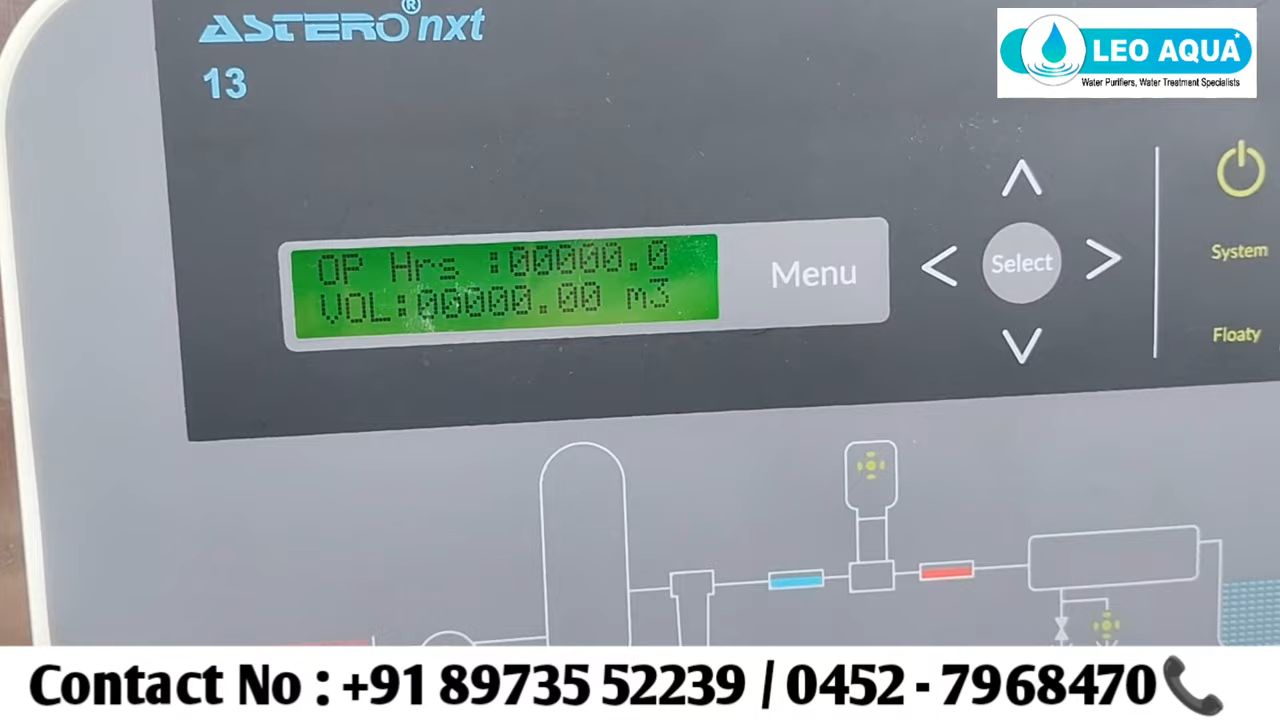 ASTERO® nxt
13
LEO AQUA
Water Purifiers, Water Treatment Specialists
OP Hrs :00000.0
VOL:00000.00 m3
Menu
Select
System
Floaty
Contact No : +91 89735 52239 / 0452 - 7968470